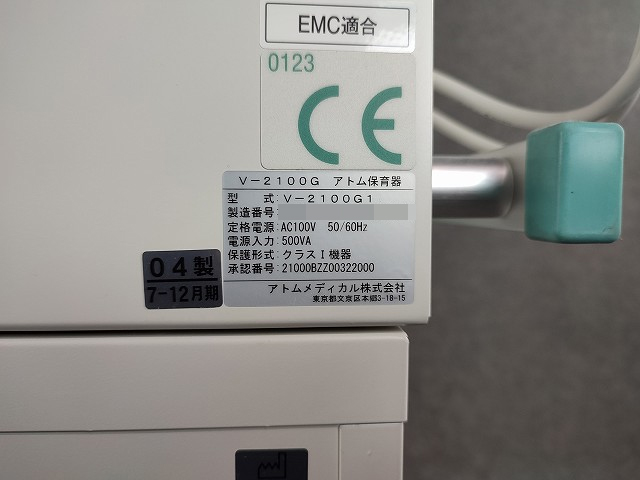 EMC適合
0123
CE
V-2100G アトム保育器
型 式:V-2100G1
製造番号:
定格電源:AC100V 50/60Hz
電源入力:500VA
保護形式:クラスⅠ機器
承認番号:21000BZZ00322000
アトムメディカル株式会社
東京都文京区本郷3-18-15
04製
7-12月期